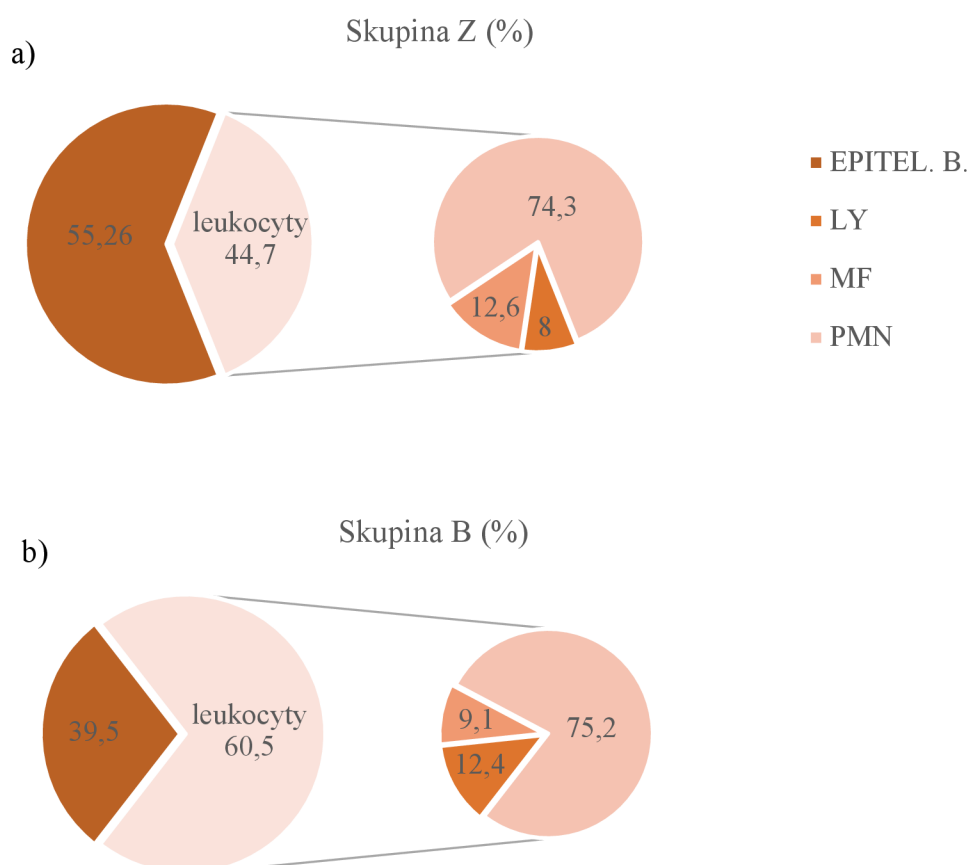 Skupina Z (%)
a)
55,26
leukocyty
44,7
74,3
12,6
8
EPITEL. B.
LY
MF
PMN
Skupina B (%)
b)
39,5
leukocyty
60,5
9,1
12,4
75,2